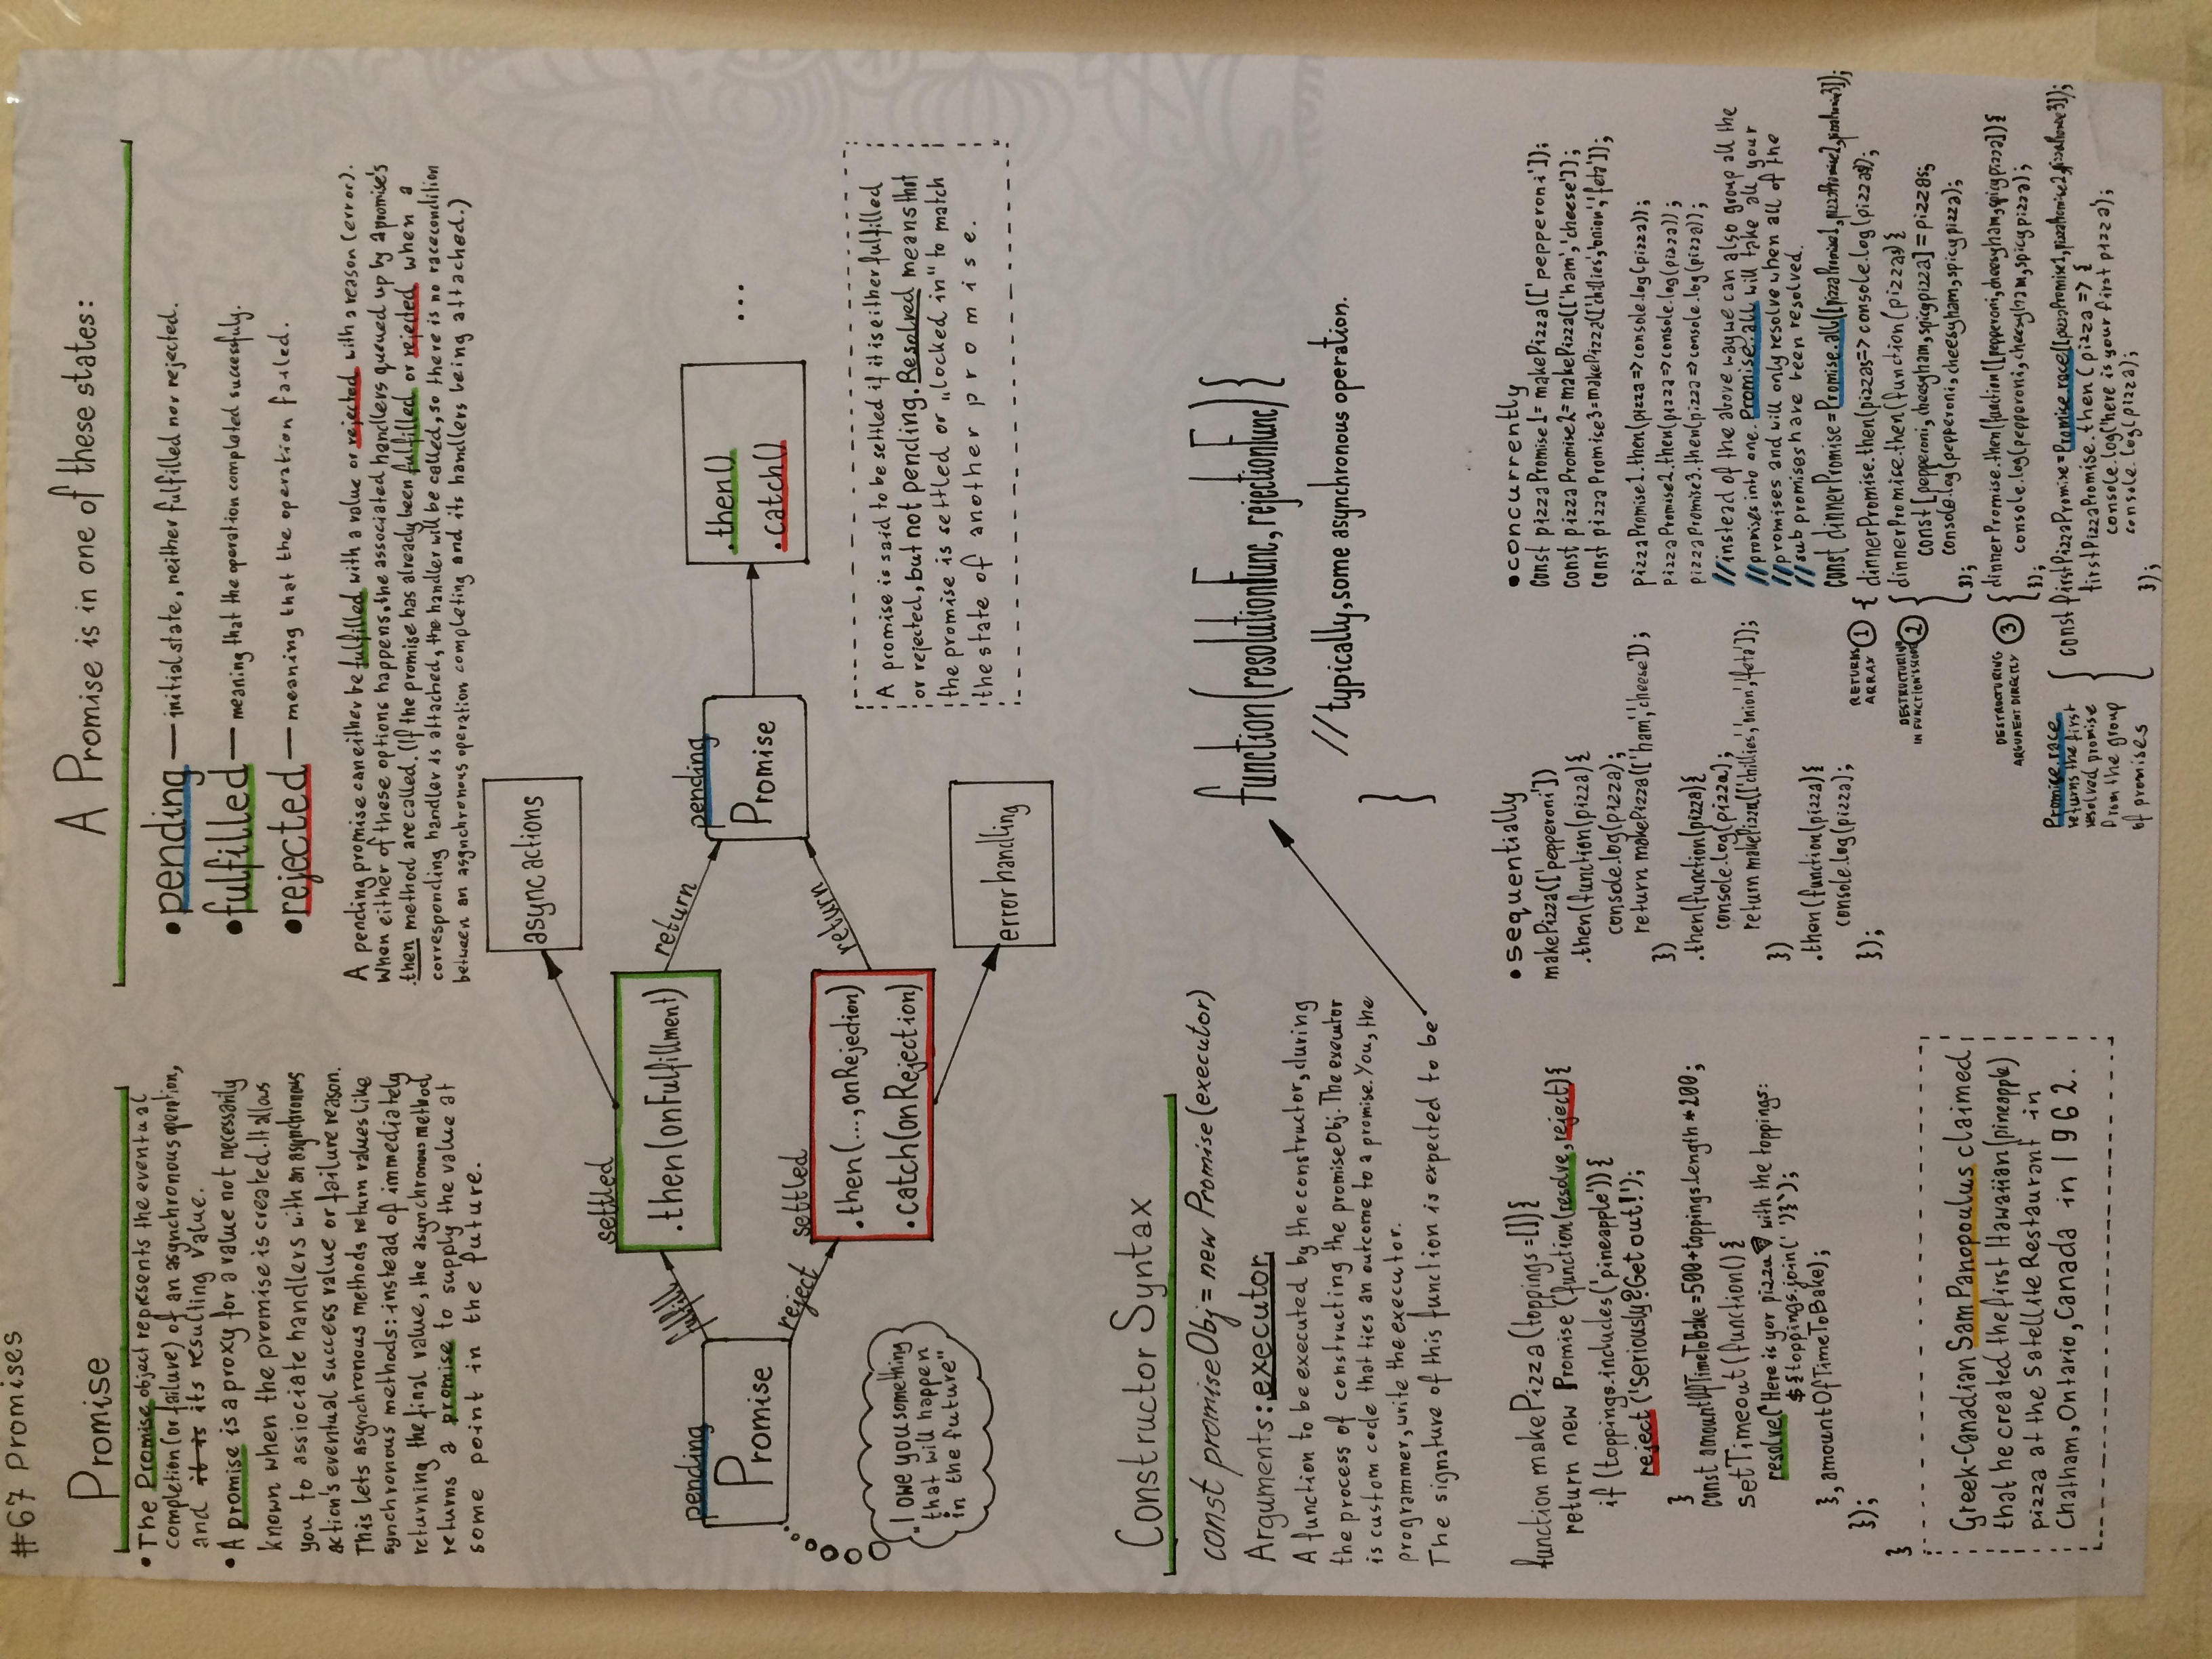 #67 Promises
Promise
• The Promise object represents the eventual
completion (or failure) of an asynchronous operation,
and it is its resulting value.
• A promise is a proxy for a value not necessarily
known when the promise is created. It allows
you to assiociate handlers with an asynchronous
action's eventual success value or failure reason.
This lets asynchronous methods return values like
synchronous methods: instead of immediately
returning the final value, the asynchronous method
returns a promise to supply the value at
some point in the future.
A Promise is in one of these states:
• pending — initial state, neither fulfilled nor rejected.
• fulfilled — meaning that the operation completed successfuly.
• rejected — meaning that the operation failed.
A pending promise can either be fulfilled with a value or rejected with a reason (error).
When either of these options happens, the associated handlers queued up by a promise's
then method are called. (If the promise has already been fulfilled or rejected when a
corresponding handler is attached, the handler will be called, so there is no racecondition
between an asgnchronous operation completing and its handlers being attached.)
async actions
settled
.then(onFulfillment)
fulfill
return
pending
Promise
pending
Promise
.then()
.catch()
...
reject
settled
.then(..., onRejection)
.catch(onRejection)
return
"I owe you something
that will happen
in the future"
error handling
A promise is said to be settled if it is either fulfilled
or rejected, but not pending. Resolved means that
the promise is settled or „locked in" to match
the state of another promise.
Constructor Syntax
const promiseObj = new Promise(executor)
Arguments: executor
A function to be executed by the constructor, during
the process of constructing the promiseObj. The executor
is custom code that ties an outcome to a promise. You, the
programmer, write the executor.
The signature of this function is expected to be
function(resolutionFunc, rejectionFunc) {
// typically, some asynchronous operation.
}
function makePizza(toppings = []){
return new Promise ('function(resolve, reject){
if (toppings.includes('pineapple')){
reject ('Seriously? Get out!');
}
const amountOfTimeToBake = 500 + toppings.length * 200;
setTimeout(function(){
resolve(`Here is yor pizza 🍕 with the toppings:
${toppings.join(' ')}`);
}, amountOfTimeToBake);
});
}
Greek-Canadian Sam Panopoulus claimed
that he created the first Hawaiian (pineapple)
pizza at the Satellite Restaurant in
Chatham, Ontario, Canada in 1962.
• sequentially
makePizza(['pepperoni'])
.then(function(pizza){
console.log(pizza);
return makePizza(['ham','cheese']);
})
.then(function(pizza){
console.log(pizza);
return makePizza(['chillies','onion','feta']);
})
.then(function(pizza){
console.log(pizza);
});
• concurrently
const pizzaPromise1 = makePizza(['pepperoni']);
const pizzaPromise2 = makePizza(['ham','cheese']);
const pizzaPromise3 = makePizza(['chillies','onion','feta']);
pizzaPromise1.then(pizza => console.log(pizza));
pizzaPromise2.then(pizza => console.log(pizza));
pizzaPromise3.then(pizza => console.log(pizza));
//instead of the above way we can also group all the
//promises into one. Promise.all will take all your
//promises and will only resolve when all of the
//sub promises have been resolved.
const dinnerPromise = Promise.all([pizzaPromise1, pizzaPromise2, pizzaPromise3]);
RETURNS
ARRAY
1 { dinnerPromise.then(pizzas => console.log(pizzas));
DESTRUCTURING
IN FUNCTION'S SCOPE
2 { dinnerPromise.then(function(pizzas) {
const [pepperoni, cheesyham, spicypizza] = pizzas;
console.log(pepperoni, cheesyham, spicypizza);
});
DESTRUCTURING
ARGUMENT DIRECTLY
3 { dinnerPromise.then(function([pepperoni, cheesyham, spicypizza]){
console.log(pepperoni, cheesyham, spicypizza);
});
Promise.race
returns the first
resolved promise
from the group
of promises
{ const firstPizzaPromise = Promise.race([pizzaPromise1, pizzaPromise2, pizzaPromise3]);
firstPizzaPromise.then(pizza => {
console.log('here is your first pizza);
console.log(pizza);
});